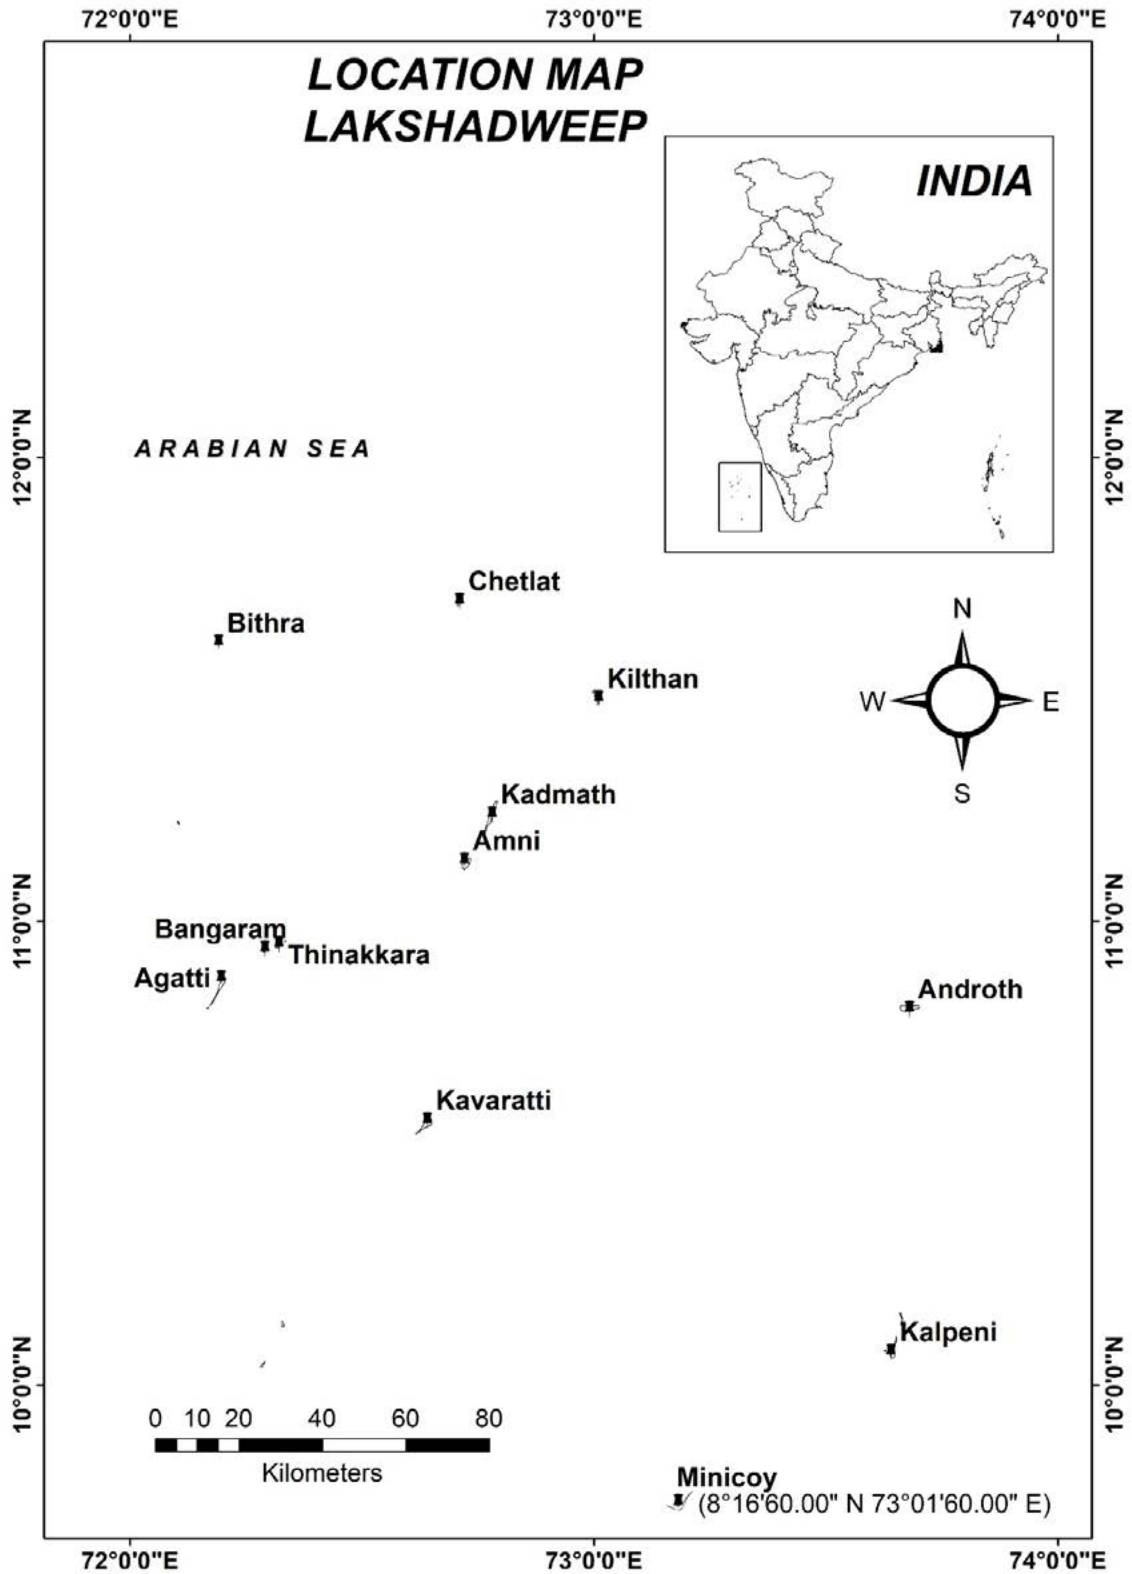 72°0'0"E 73°0'0"E 74°0'0"E
LOCATION MAP
LAKSHADWEEP
INDIA
ARABIAN SEA
12°0'0"N 12°0'0"N
Chetlat
Bithra
N
Kilthan
W E
S
Kadmath
Amni
11°0'0"N 11°0'0"N
Bangaram
Thinakkara
Agatti
Androth
Kavaratti
Kalpeni
10°0'0"N 10°0'0"N
0 10 20 40 60 80
Kilometers
Minicoy
(8°16'60.00" N 73°01'60.00" E)
72°0'0"E 73°0'0"E 74°0'0"E